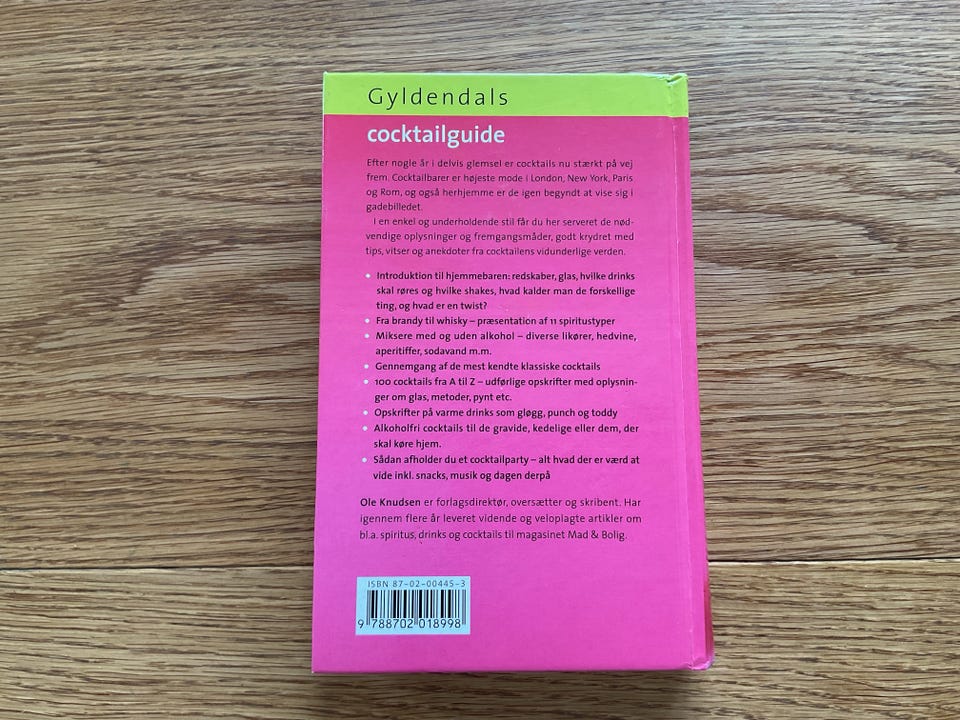 Gyldendals
cocktailguide
Efter nogle år i delvis glemsel er cocktails nu stærkt på vej
frem. Cocktailbarer er højeste mode i London, New York, Paris
og Rom, og også herhjemme er de igen begyndt at vise sig i
gadebilledet.
I en enkel og underholdende stil får du her serveret de nød-
vendige oplysninger og fremgangsmåder, godt krydret med
tips, vitser og anekdoter fra cocktailens vidunderlige verden.
• Introduktion til hjemmebaren: redskaber, glas, hvilke drinks
skal røres og hvilke shakes, hvad kalder man de forskellige
ting, og hvad er en twist?
• Fra brandy til whisky – præsentation af 11 spiritustyper
• Miksere med og uden alkohol – diverse likører, hedvine,
aperitiffer, sodavand m.m.
• Gennemgang af de mest kendte klassiske cocktails
• 100 cocktails fra A til Z – udførlige opskrifter med oplysnin-
ger om glas, metoder, pynt etc.
• Opskrifter på varme drinks som gløgg, punch og toddy
• Alkoholfri cocktails til de gravide, kedelige eller dem, der
skal køre hjem.
• Sådan afholder du et cocktailparty – alt hvad der er værd at
vide inkl. snacks, musik og dagen derpå
Ole Knudsen er forlagsdirektør, oversætter og skribent. Har
igennem flere år leveret vidende og veloplagte artikler om
bl.a. spiritus, drinks og cocktails til magasinet Mad & Bolig.
ISBN 87-02-00445-3
9 788702 018998